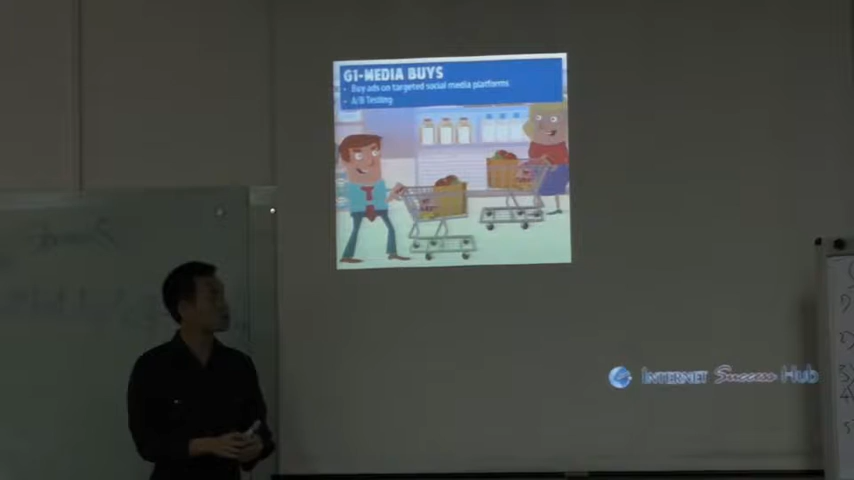 G1-MEDIA BUYS
• Buy ads on targeted social media platforms
• A/B Testing
INTERNET Success Hub